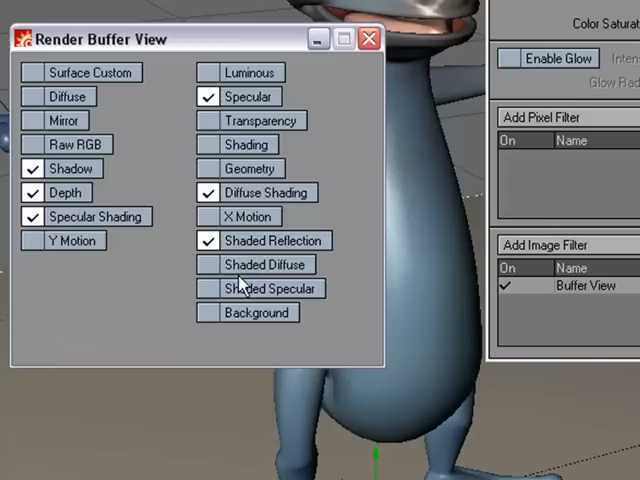 Render Buffer View
Surface Custom
Diffuse
Mirror
Raw RGB
Shadow
Depth
Specular Shading
Y Motion
Luminous
Specular
Transparency
Shading
Geometry
Diffuse Shading
X Motion
Shaded Reflection
Shaded Diffuse
Shaded Specular
Background
Color Saturat
Enable Glow Inten
Glow Rad
Add Pixel Filter
On Name
Add Image Filter
On Name
Buffer View